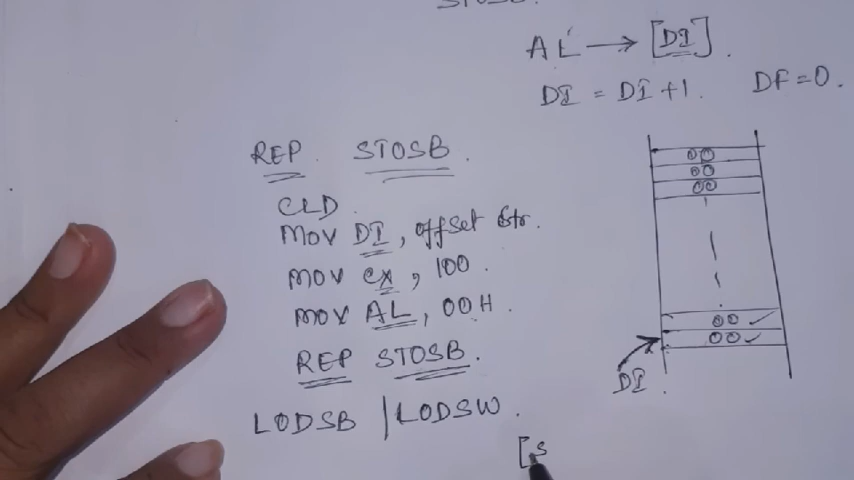 STOSB.
AL → [DI].
DI = DI+1. DF=0.
REP STOSB.
CLD.
MOV DI, offset Str.
MOV CX, 100.
MOV AL, 00H.
REP STOSB.
LODSB | LODSW.
[S
00
00
00
00 ✓
00 ✓
DI.